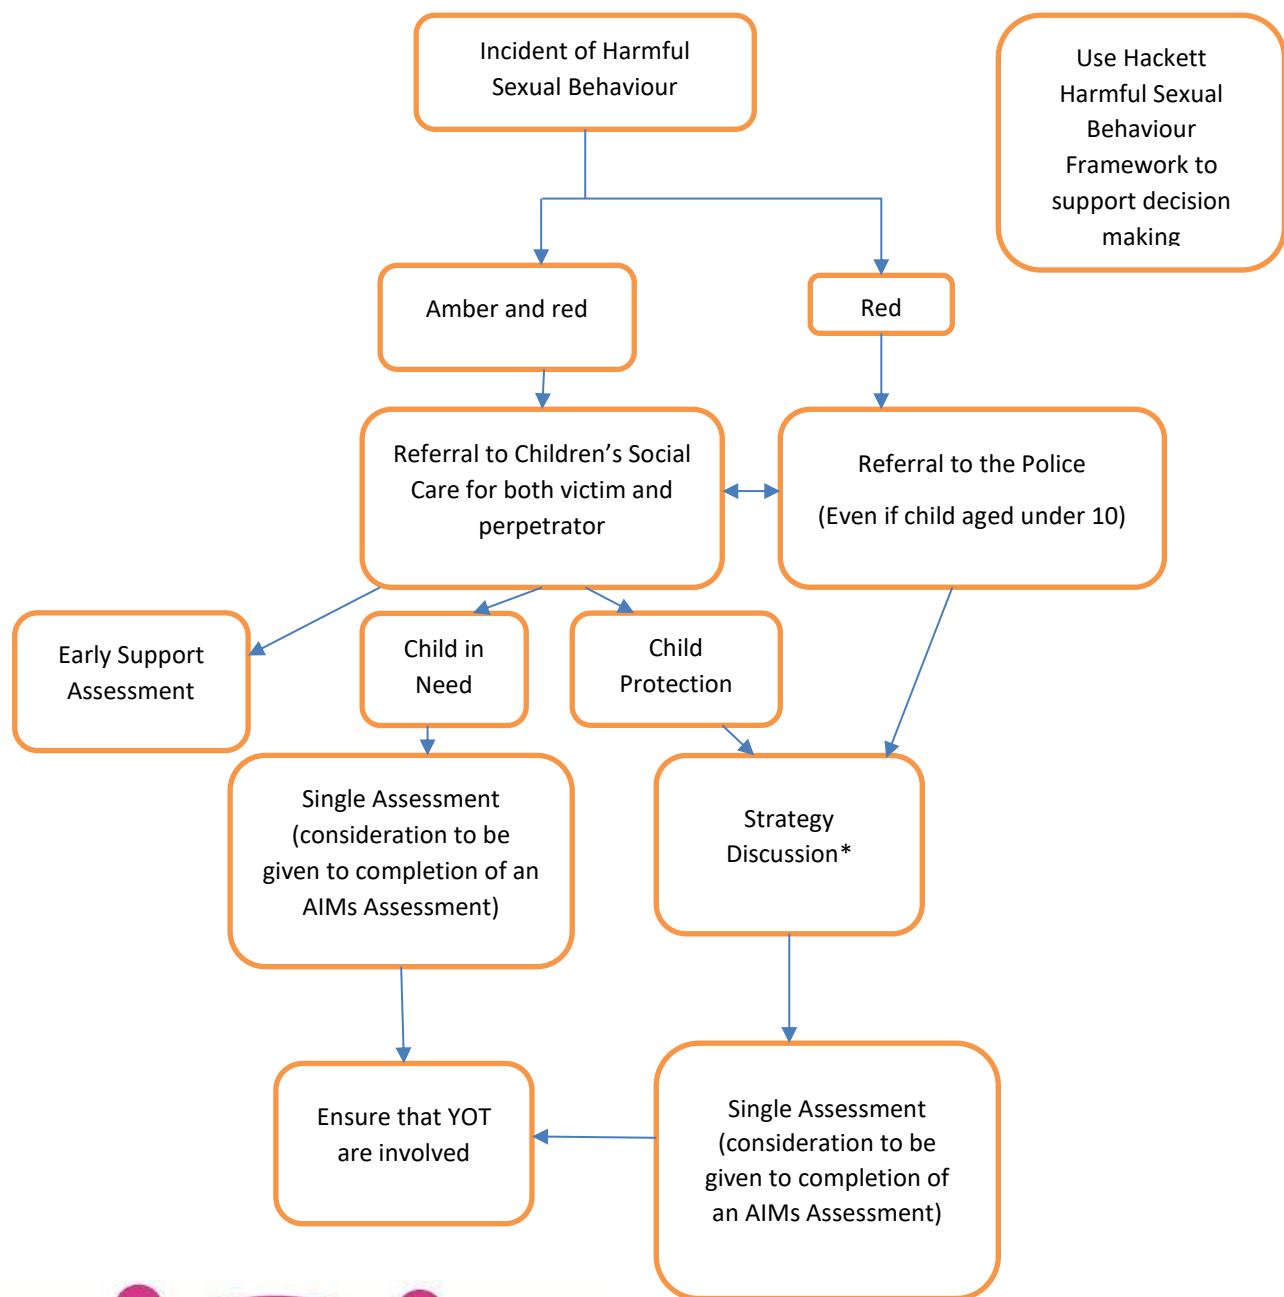 Incident of Harmful
Sexual Behaviour
Use Hackett
Harmful Sexual
Behaviour
Framework to
support decision
making
Amber and red
Red
Referral to Children’s Social
Care for both victim and
perpetrator
Referral to the Police
(Even if child aged under 10)
Early Support
Assessment
Child in
Need
Child
Protection
Single Assessment
(consideration to be
given to completion of an
AIMs Assessment)
Strategy
Discussion*
Ensure that YOT
are involved
Single Assessment
(consideration to be
given to completion of
an AIMs Assessment)